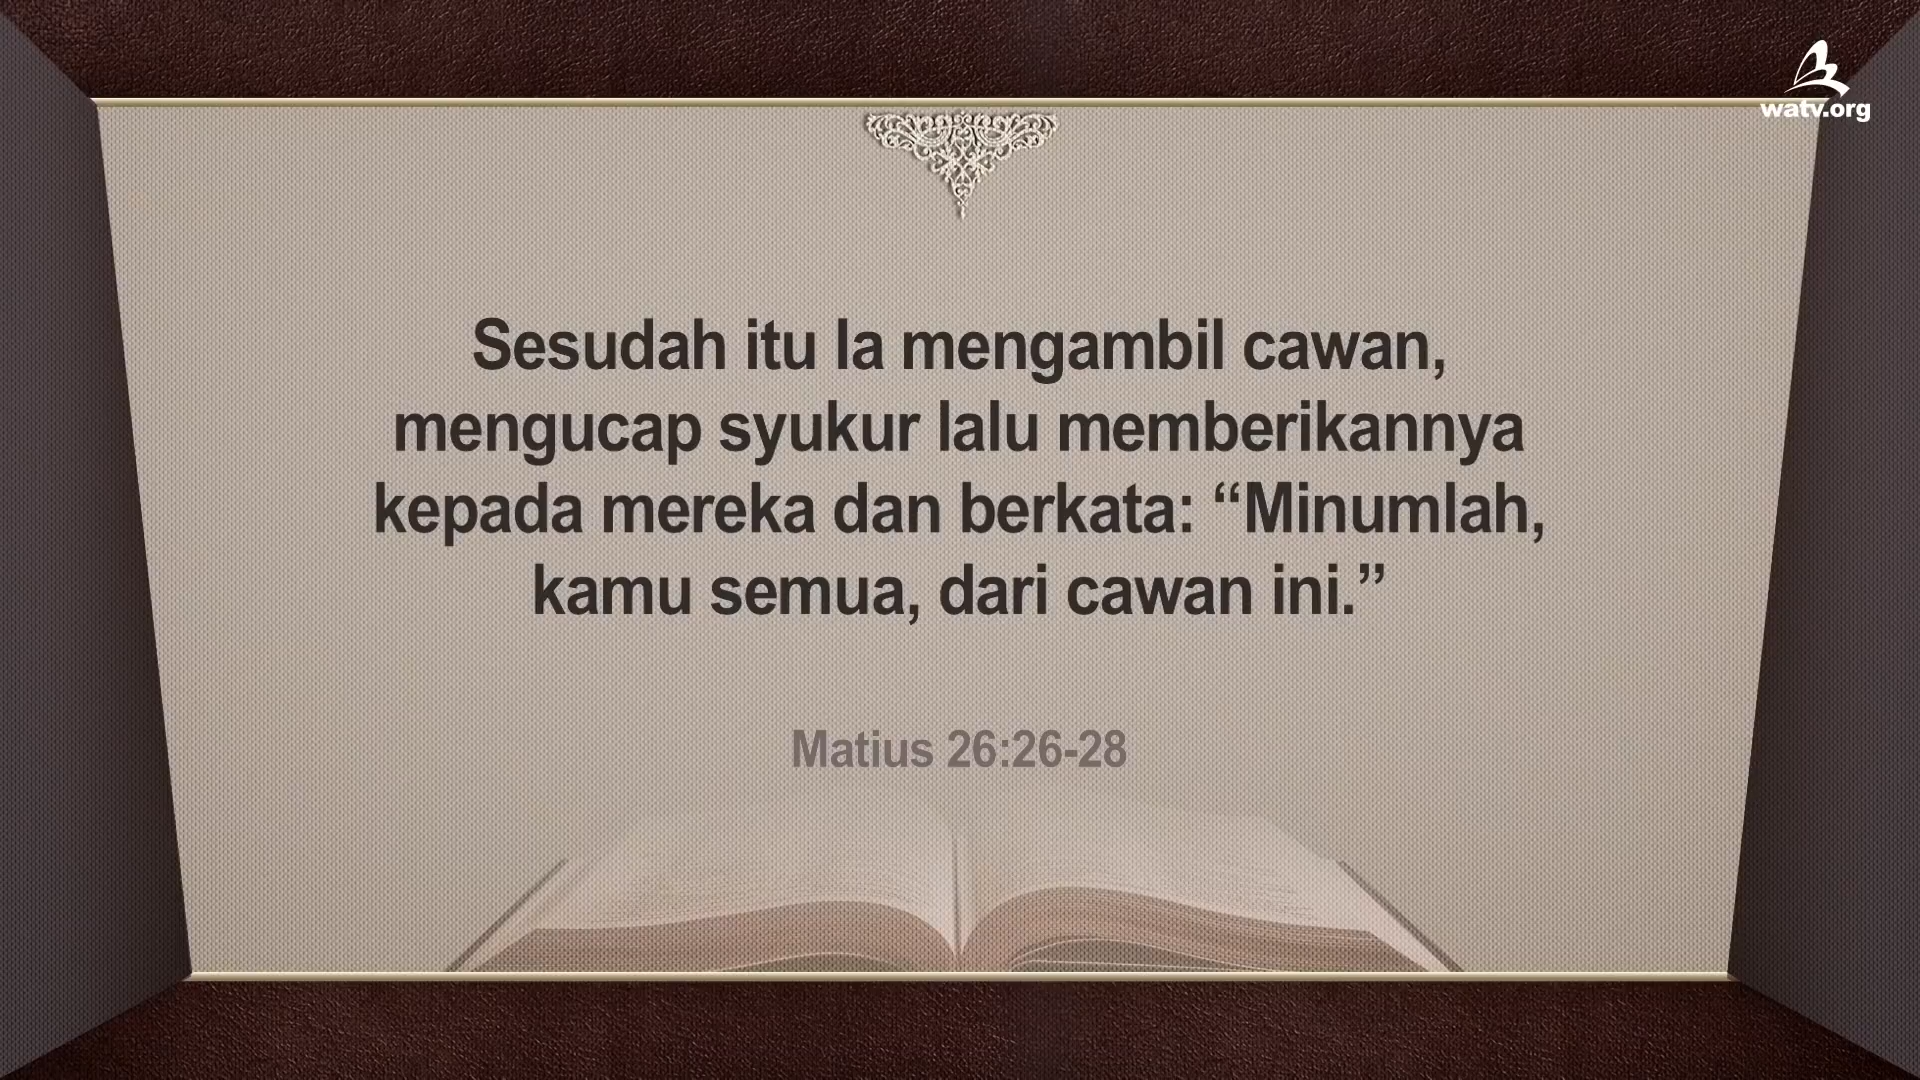 watv.org
Sesudah itu Ia mengambil cawan,
mengucap syukur lalu memberikannya
kepada mereka dan berkata: “Minumlah,
kamu semua, dari cawan ini.”
Matius 26:26-28